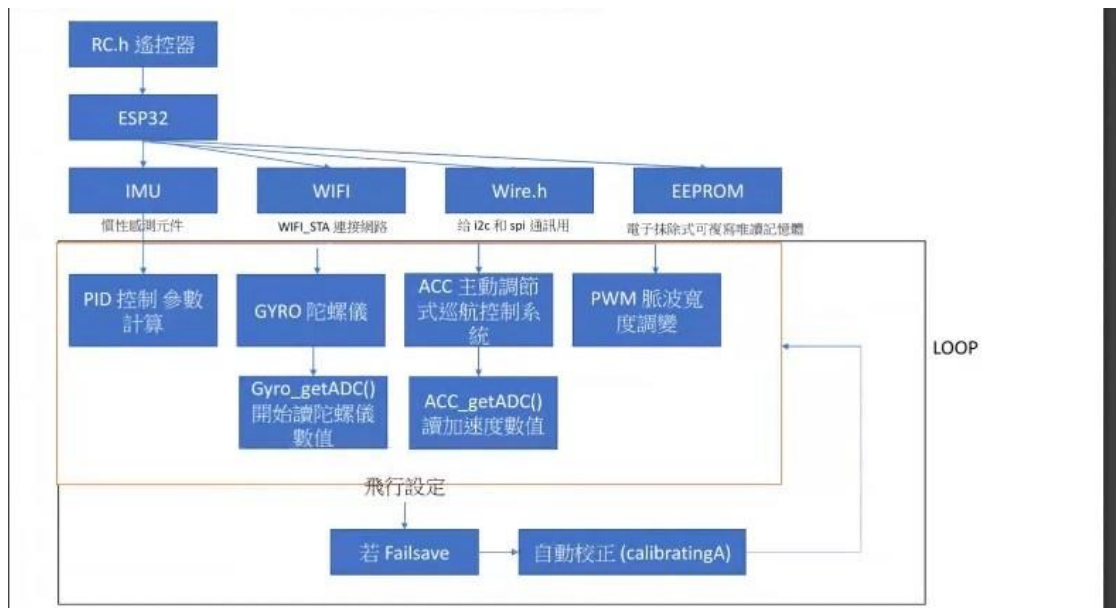 RC.h 遙控器
ESP32
IMU
WIFI
Wire.h
EEPROM
慣性感測元件
WIFI_STA 連接網路
給 i2c 和 spi 通訊用
電子抹除式可複寫唯讀記憶體
PID 控制 參數
計算
GYRO 陀螺儀
ACC 主動調節
式巡航控制系
統
PWM 脈波寬
度調變
LOOP
Gyro_getADC()
開始讀陀螺儀
數值
ACC_getADC()
讀加速度數值
飛行設定
若 Failsave
自動校正 (calibratingA)